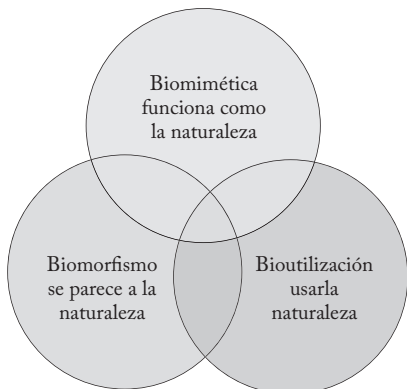 Biomimética
funciona como
la naturaleza
Biomorfismo
se parece a la
naturaleza
Bioutilización
usarla
naturaleza